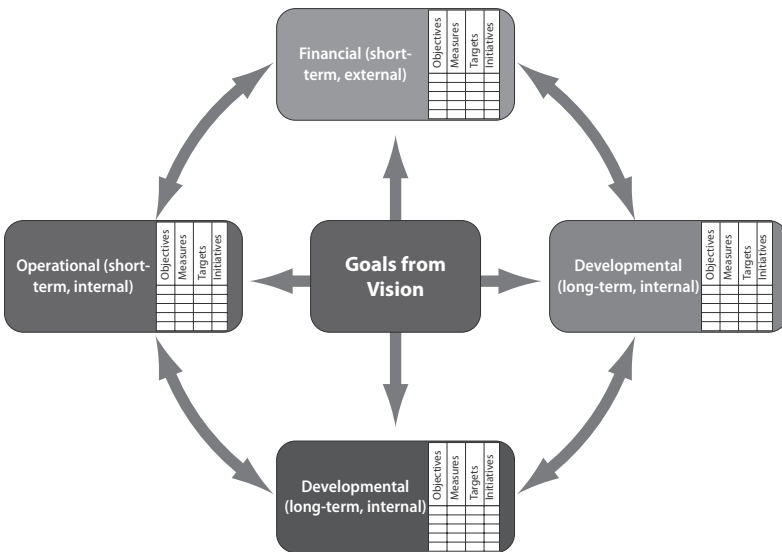 Financial (short-
term, external)
Objectives
Measures
Targets
Initiatives
Operational (short-
term, internal)
Objectives
Measures
Targets
Initiatives
Goals from
Vision
Developmental
(long-term, internal)
Objectives
Measures
Targets
Initiatives
Developmental
(long-term, internal)
Objectives
Measures
Targets
Initiatives